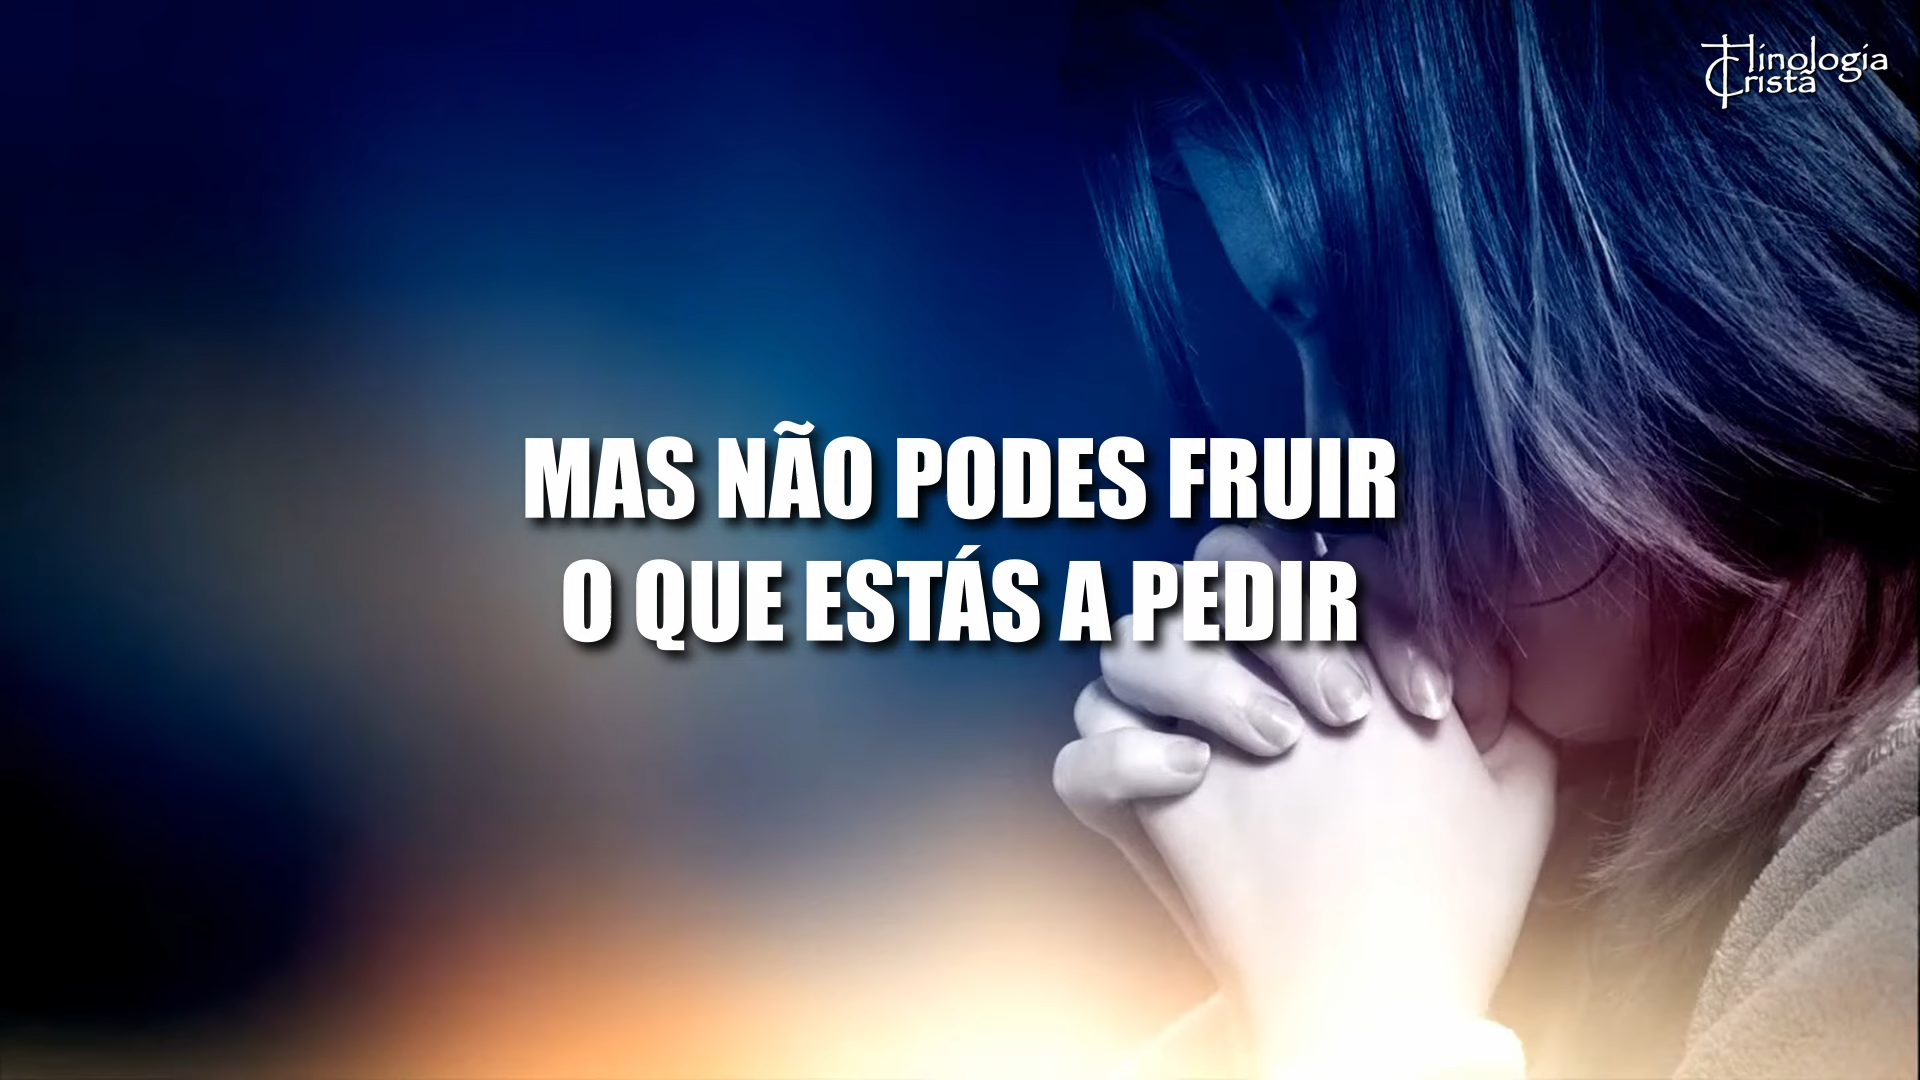 Hinologia
Cristã
MAS NÃO PODES FRUIR
O QUE ESTÁS A PEDIR